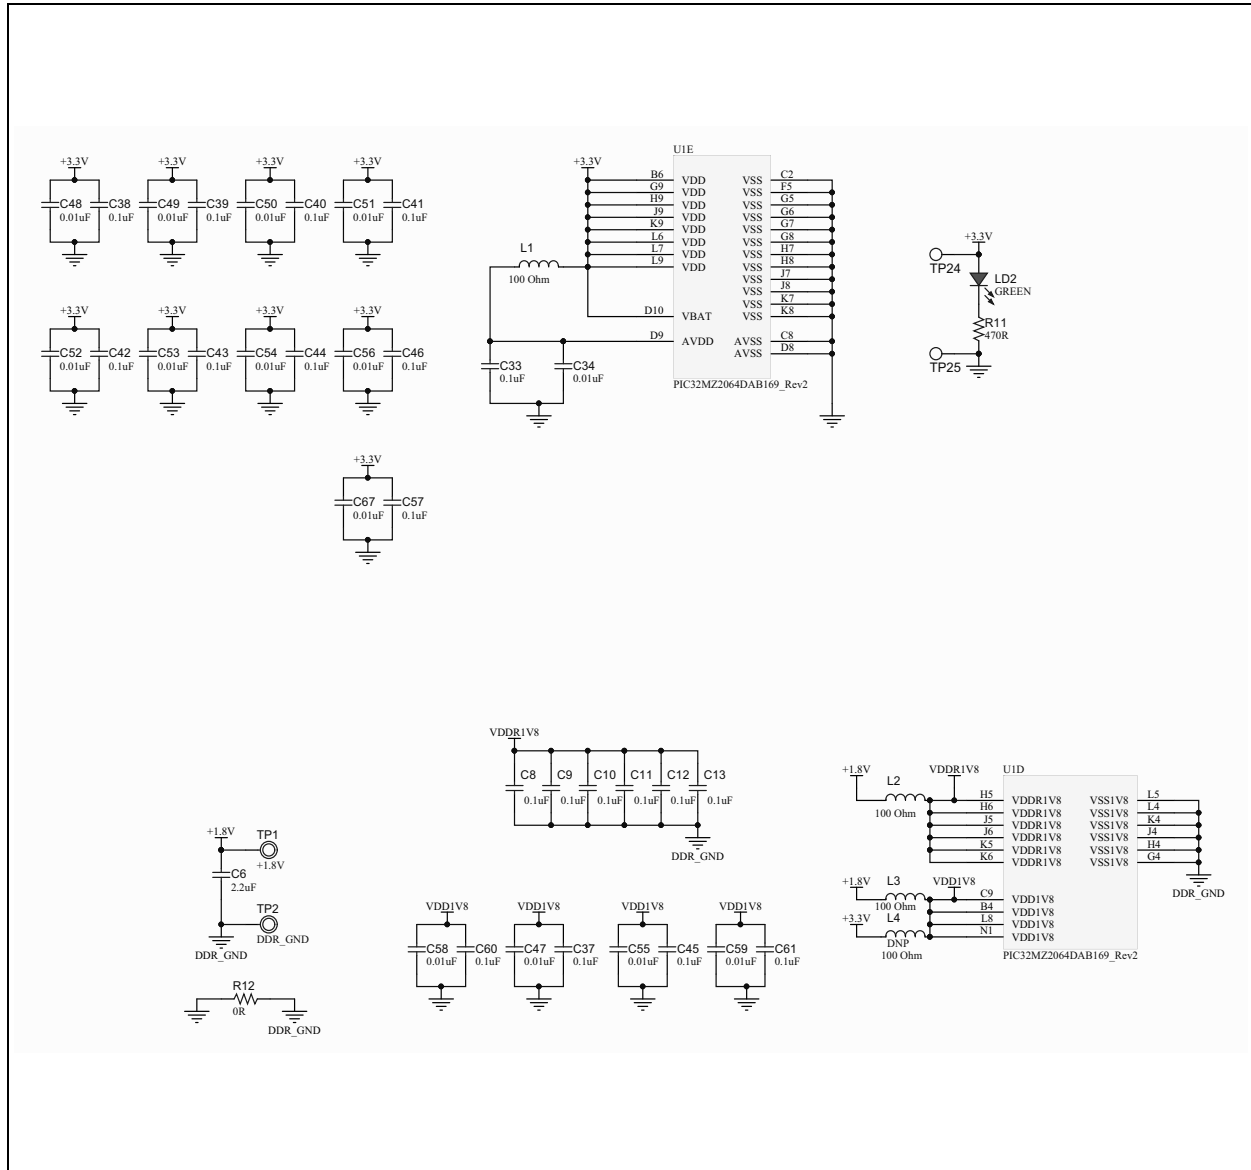 +3.3V +3.3V +3.3V +3.3V
C48 C38 C49 C39 C50 C40 C51 C41
0.01uF 0.1uF 0.01uF 0.1uF 0.01uF 0.1uF 0.01uF 0.1uF
+3.3V +3.3V +3.3V +3.3V
C52 C42 C53 C43 C54 C44 C56 C46
0.01uF 0.1uF 0.01uF 0.1uF 0.01uF 0.1uF 0.01uF 0.1uF
+3.3V
C67 C57
0.01uF 0.1uF
U1E
+3.3V
B6 VDD VSS C2
G9 VDD VSS F5
H9 VDD VSS G5
J9 VDD VSS G6
K9 VDD VSS G7
L6 VDD VSS G8
L7 VDD VSS H7
L9 VDD VSS H8
VSS J7
VSS J8
VSS K7
D10 VBAT VSS K8
D9 AVDD AVSS C8
AVSS D8
PIC32MZ2064DAB169_Rev2
L1
100 Ohm
C33 C34
0.1uF 0.01uF
+3.3V
TP24
LD2
GREEN
R11
470R
TP25
VDDR1V8
C8 C9 C10 C11 C12 C13
0.1uF 0.1uF 0.1uF 0.1uF 0.1uF 0.1uF
DDR_GND
+1.8V
TP1
+1.8V
C6
2.2uF
TP2
DDR_GND
DDR_GND
R12
0R
DDR_GND
VDD1V8 VDD1V8 VDD1V8 VDD1V8
C58 C60 C47 C37 C55 C45 C59 C61
0.01uF 0.1uF 0.01uF 0.1uF 0.01uF 0.1uF 0.01uF 0.1uF
+1.8V L2 VDDR1V8 U1D
100 Ohm
H5 VDDR1V8 VSS1V8 L5
H6 VDDR1V8 VSS1V8 L4
J5 VDDR1V8 VSS1V8 K4
J6 VDDR1V8 VSS1V8 J4
K5 VDDR1V8 VSS1V8 H4
K6 VDDR1V8 VSS1V8 G4
DDR_GND
+1.8V L3 VDD1V8
100 Ohm
C9 VDD1V8
B4 VDD1V8
L8 VDD1V8
N1 VDD1V8
+3.3V L4
DNP
100 Ohm
PIC32MZ2064DAB169_Rev2